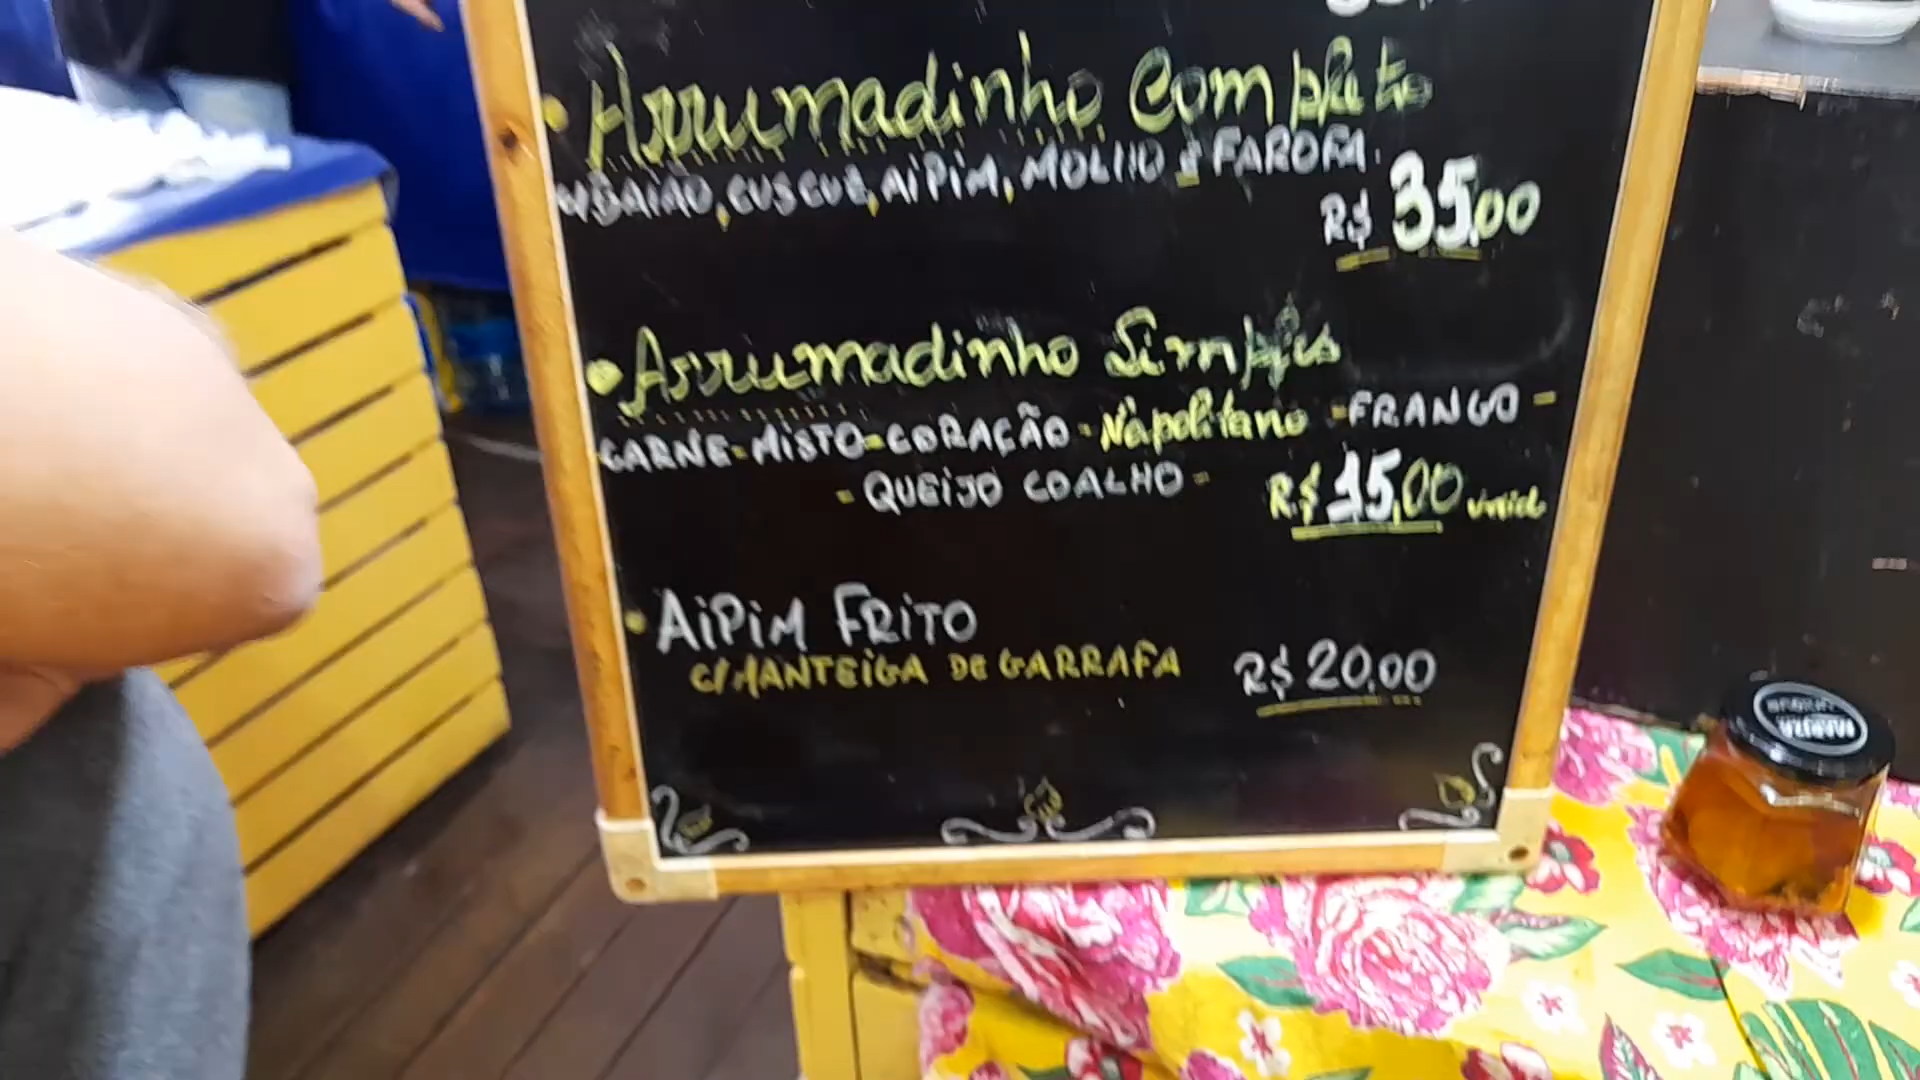 • Arrumadinho Completo
BAIÃO, CUSCUZ, AIPIM, MOLHO E FAROFA.
R$ 35,00
• Arrumadinho Simples
CARNE - MISTO - CORAÇÃO - Napolitano - FRANGO -
- QUEIJO COALHO - R$ 15,00 unid
• AIPIM FRITO
C/MANTEIGA DE GARRAFA R$ 20,00